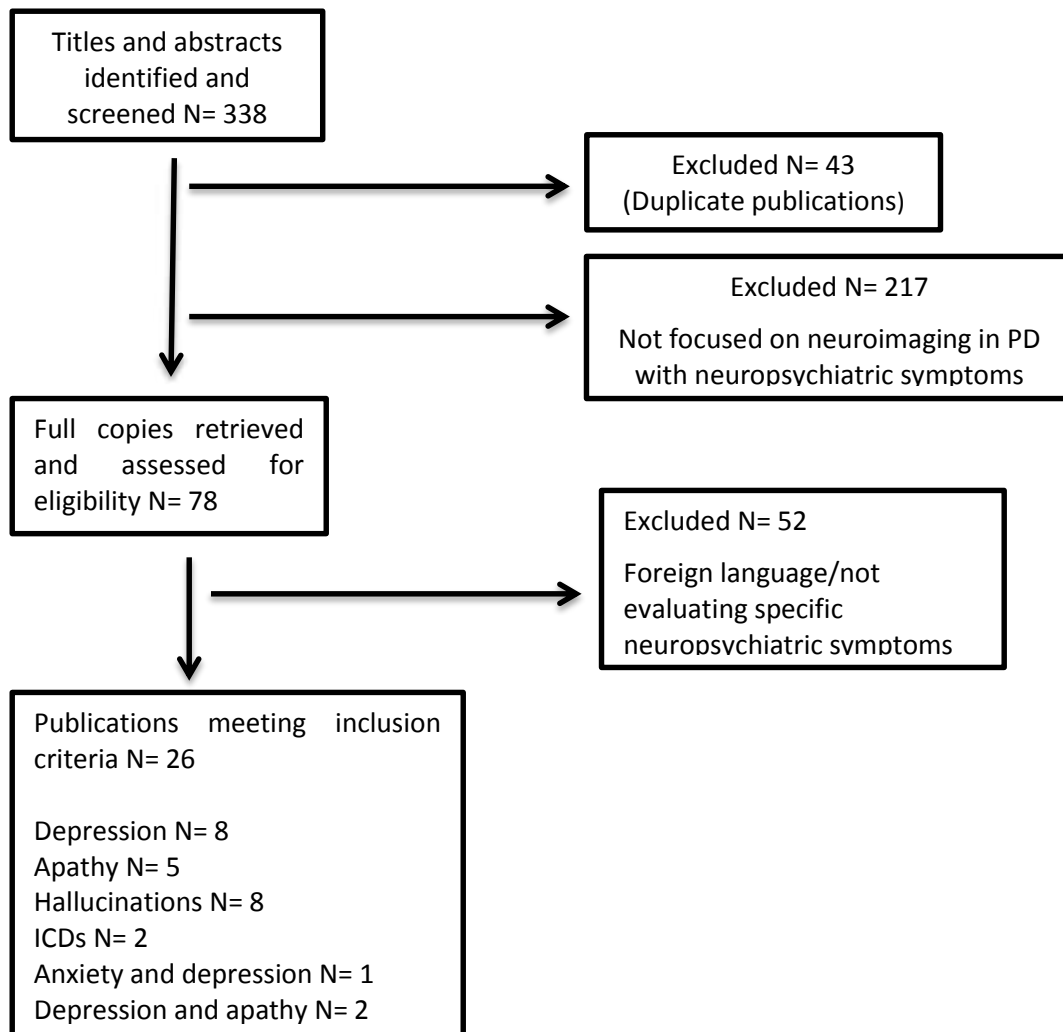 Titles and abstracts
identified and
screened N= 338
Excluded N= 43
(Duplicate publications)
Excluded N= 217
Not focused on neuroimaging in PD
with neuropsychiatric symptoms
Full copies retrieved
and assessed for
eligibility N= 78
Excluded N= 52
Foreign language/not
evaluating specific
neuropsychiatric symptoms
Publications meeting inclusion
criteria N= 26
Depression N= 8
Apathy N= 5
Hallucinations N= 8
ICDs N= 2
Anxiety and depression N= 1
Depression and apathy N= 2